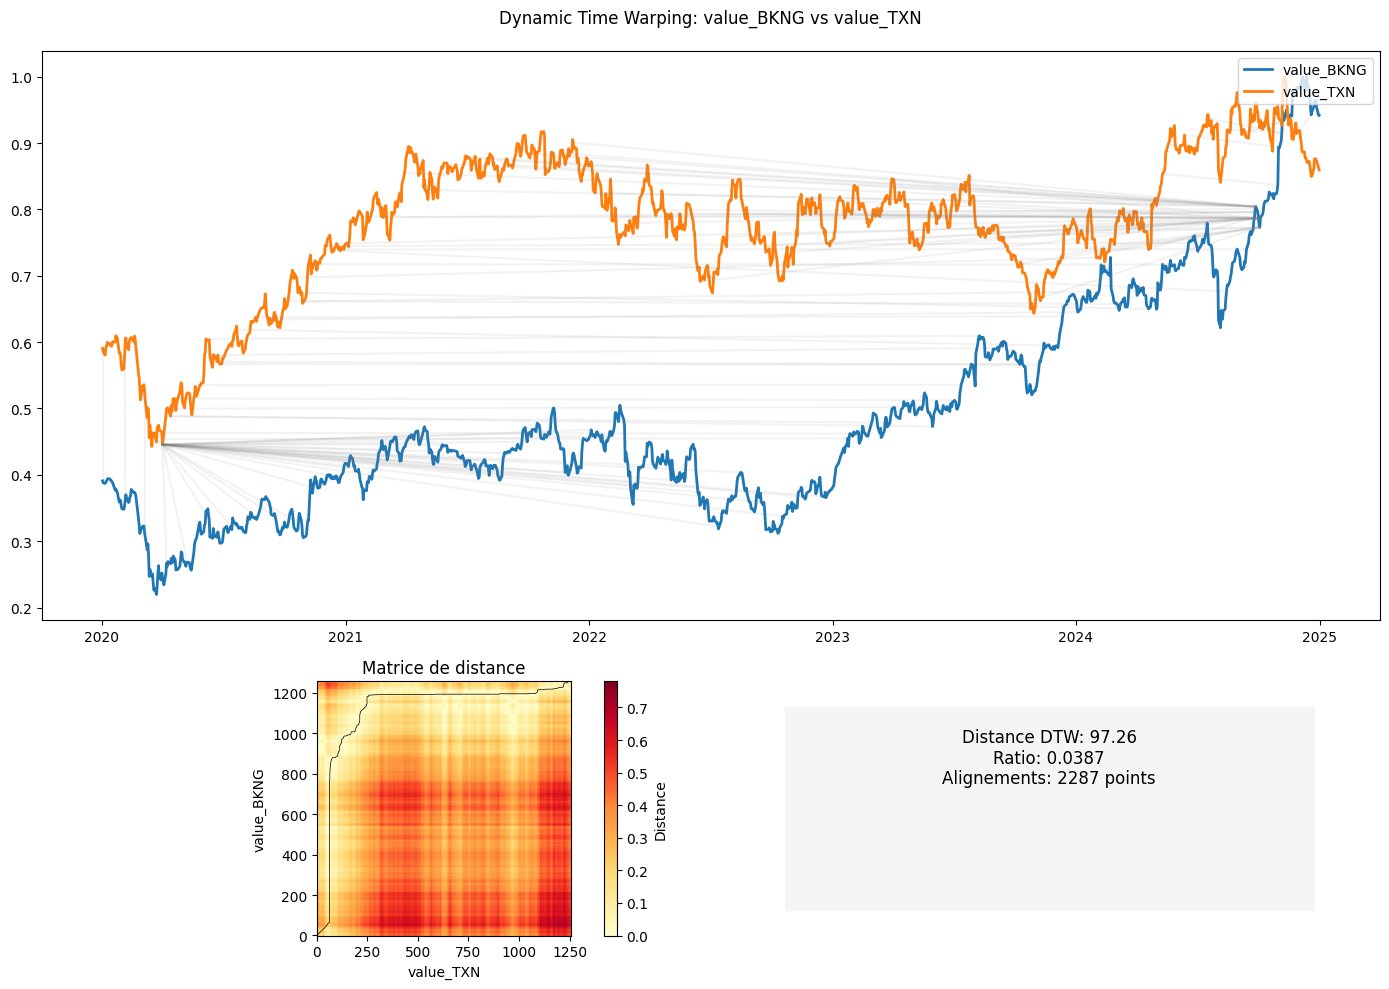 Dynamic Time Warping: value_BKNG vs value_TXN
1.0
0.9
0.8
0.7
0.6
0.5
0.4
0.3
0.2
value_BKNG
value_TXN
2020 2021 2022 2023 2024 2025
Matrice de distance
value_BKNG
1200
1000
800
600
400
200
0
0 250 500 750 1000 1250
value_TXN
0.7
0.6
0.5
0.4
0.3
0.2
0.1
0.0
Distance
Distance DTW: 97.26
Ratio: 0.0387
Alignements: 2287 points